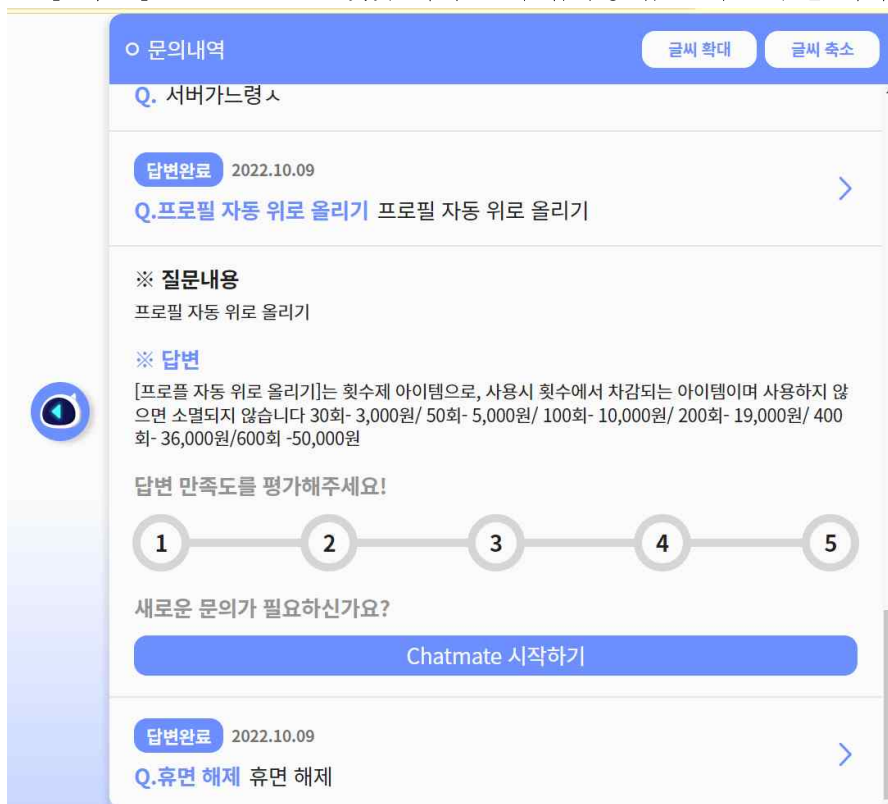 문의내역
글씨 확대
글씨 축소
Q. 서버가느령ㅅ
답변완료 2022.10.09
Q.프로필 자동 위로 올리기 프로필 자동 위로 올리기
※ 질문내용
프로필 자동 위로 올리기
※ 답변
[프로플 자동 위로 올리기]는 횟수제 아이템으로, 사용시 횟수에서 차감되는 아이템이며 사용하지 않
으면 소멸되지 않습니다 30회- 3,000원/ 50회- 5,000원/ 100회- 10,000원/ 200회- 19,000원/ 400
회- 36,000원/600회 -50,000원
답변 만족도를 평가해주세요!
1 2 3 4 5
새로운 문의가 필요하신가요?
Chatmate 시작하기
답변완료 2022.10.09
Q.휴면 해제 휴면 해제